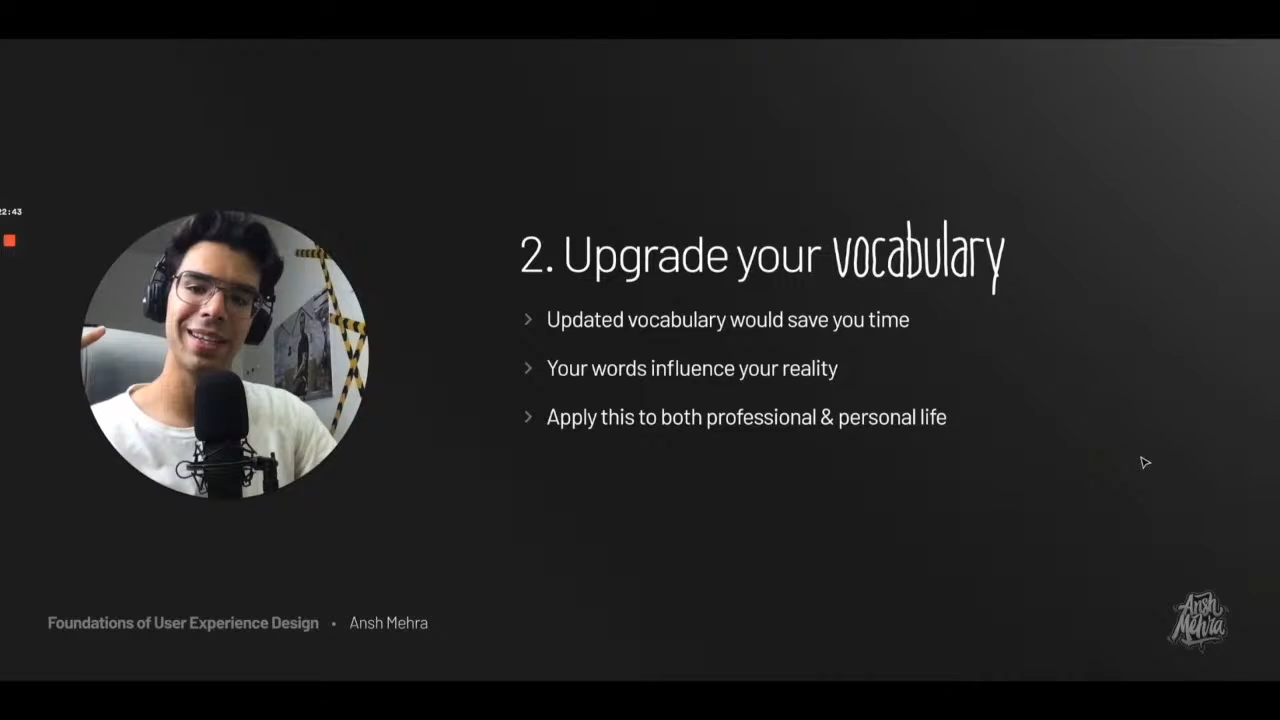 22:43
2. Upgrade your vocabulary
Updated vocabulary would save you time
Your words influence your reality
Apply this to both professional & personal life
Foundations of User Experience Design • Ansh Mehra
Ansh
Mehra